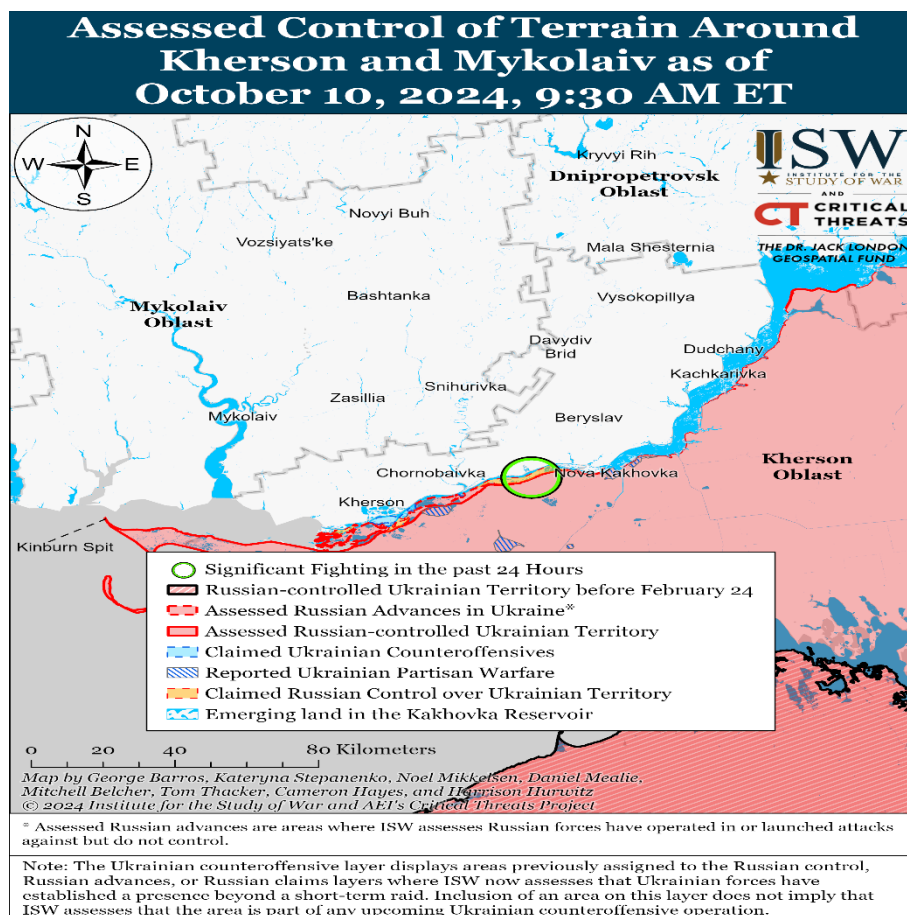 Assessed Control of Terrain Around
Kherson and Mykolaiv as of
October 10, 2024, 9:30 AM ET
N
W E
S
ISW
INSTITUTE FOR THE
STUDY OF WAR
AND
CT CRITICAL
THREATS
THE DR. JACK LONDON
GEOSPATIAL FUND
Kryvyi Rih
Dnipropetrovsk
Oblast
Novyi Buh
Vozsiyats'ke
Mala Shesternia
Bashtanka
Vysokopillya
Mykolaiv
Oblast
Davydiv
Brid
Dudchany
Kachkarivka
Snihurivka
Zasillia
Mykolaiv
Beryslav
Chornobaivka
Nova Kakhovka
Kherson
Oblast
Kherson
Kinburn Spit
Significant Fighting in the past 24 Hours
Russian-controlled Ukrainian Territory before February 24
Assessed Russian Advances in Ukraine*
Assessed Russian-controlled Ukrainian Territory
Claimed Ukrainian Counteroffensives
Reported Ukrainian Partisan Warfare
Claimed Russian Control over Ukrainian Territory
Emerging land in the Kakhovka Reservoir
0 20 40 80 Kilometers
Map by George Barros, Kateryna Stepanenko, Noel Mikkelsen, Daniel Mealie,
Mitchell Belcher, Tom Thacker, Cameron Hayes, and Harrison Hurwitz
© 2024 Institute for the Study of War and AEI's Critical Threats Project
* Assessed Russian advances are areas where ISW assesses Russian forces have operated in or launched attacks
against but do not control.
Note: The Ukrainian counteroffensive layer displays areas previously assigned to the Russian control,
Russian advances, or Russian claims layers where ISW now assesses that Ukrainian forces have
established a presence beyond a short-term raid. Inclusion of an area on this layer does not imply that
ISW assesses that the area is part of any upcoming Ukrainian counteroffensive operation.